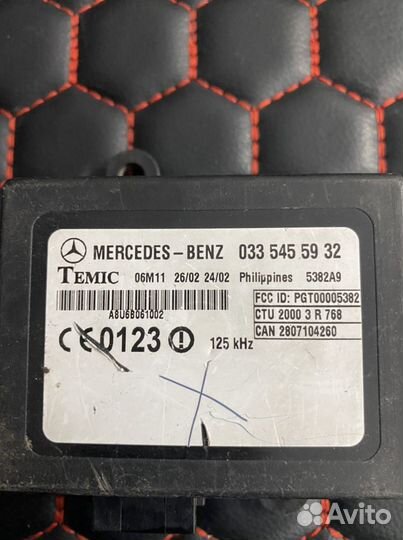 MERCEDES-BENZ 033 545 59 32
TEMIC 06M11 26/02 24/02 Philippines 5382A9
FCC ID: PGT00005382
A8U6B061002
CTU 2000 3 R 768
CE0123 125 kHz
CAN 2807104260
Avito